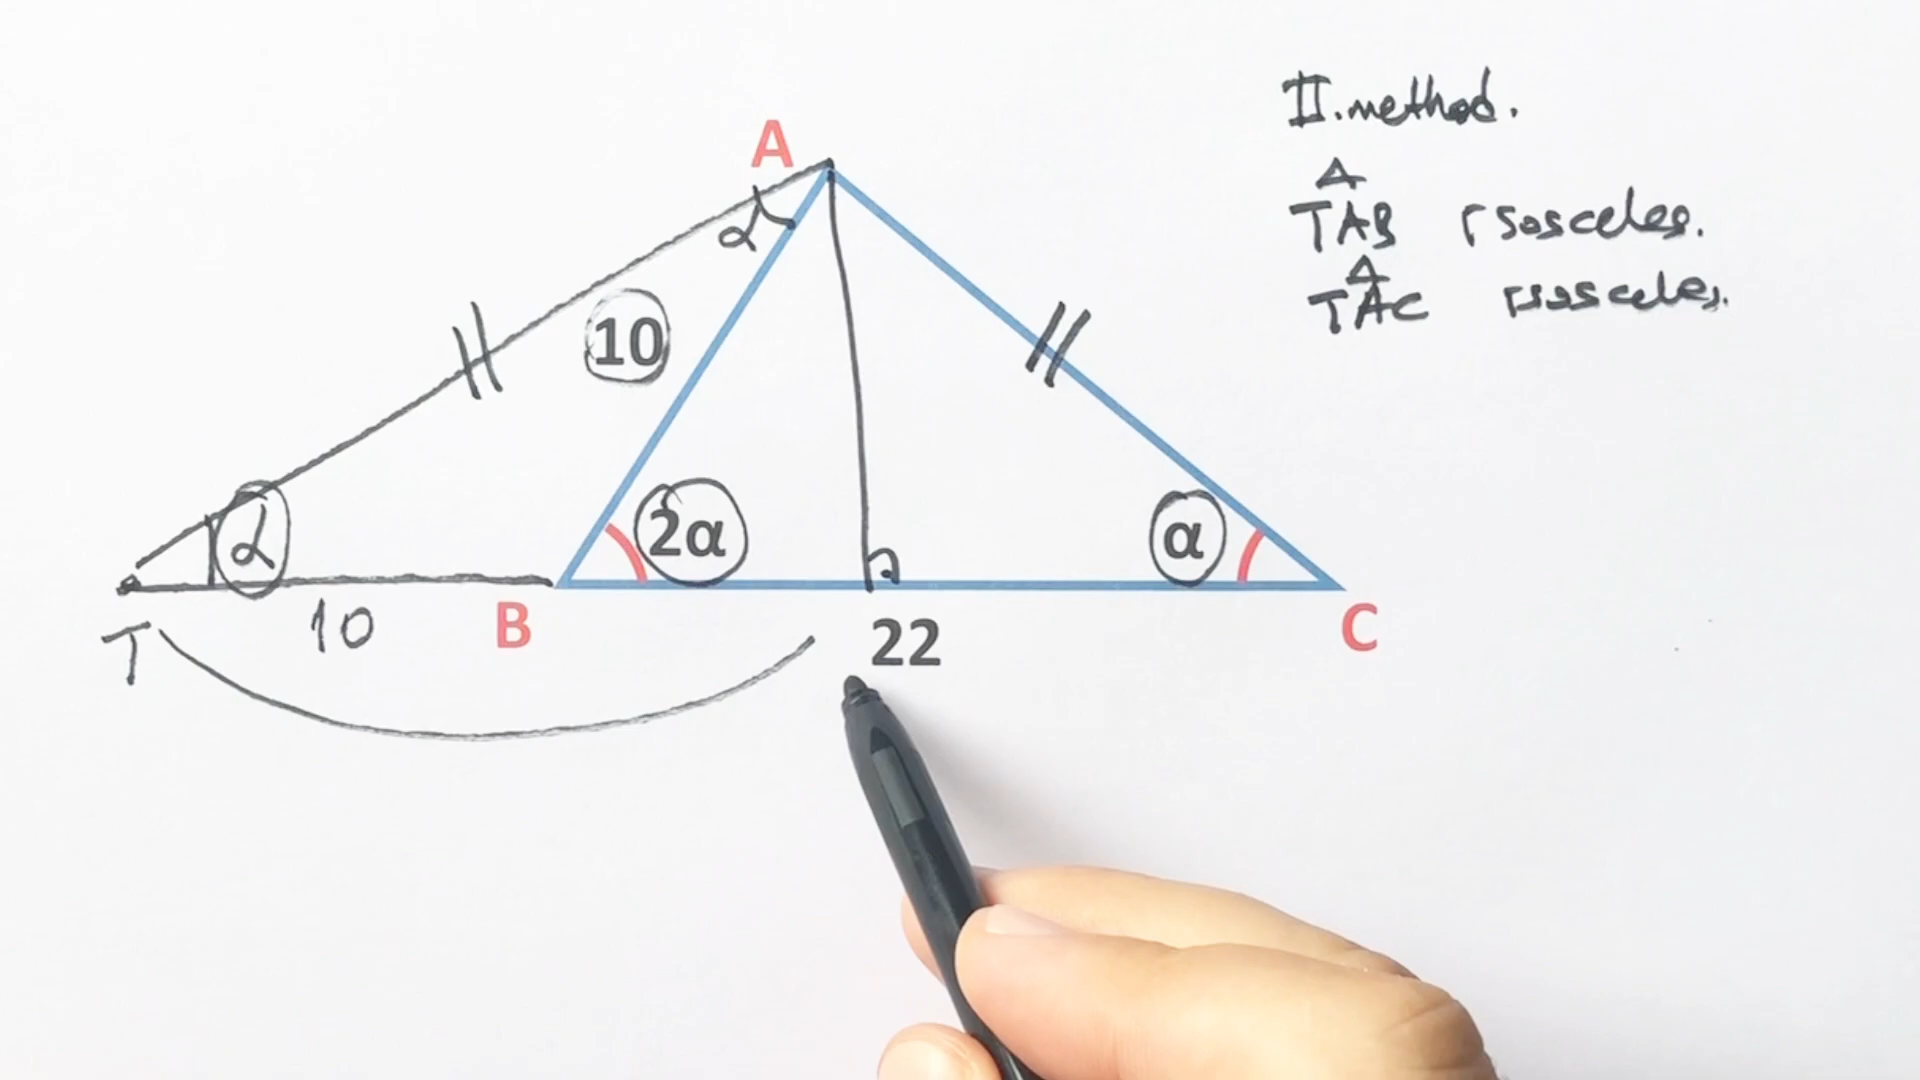 II. method.
A
TAB isosceles.
TAC isosceles.
α
10
α
2α
α
10
B
22
C
T